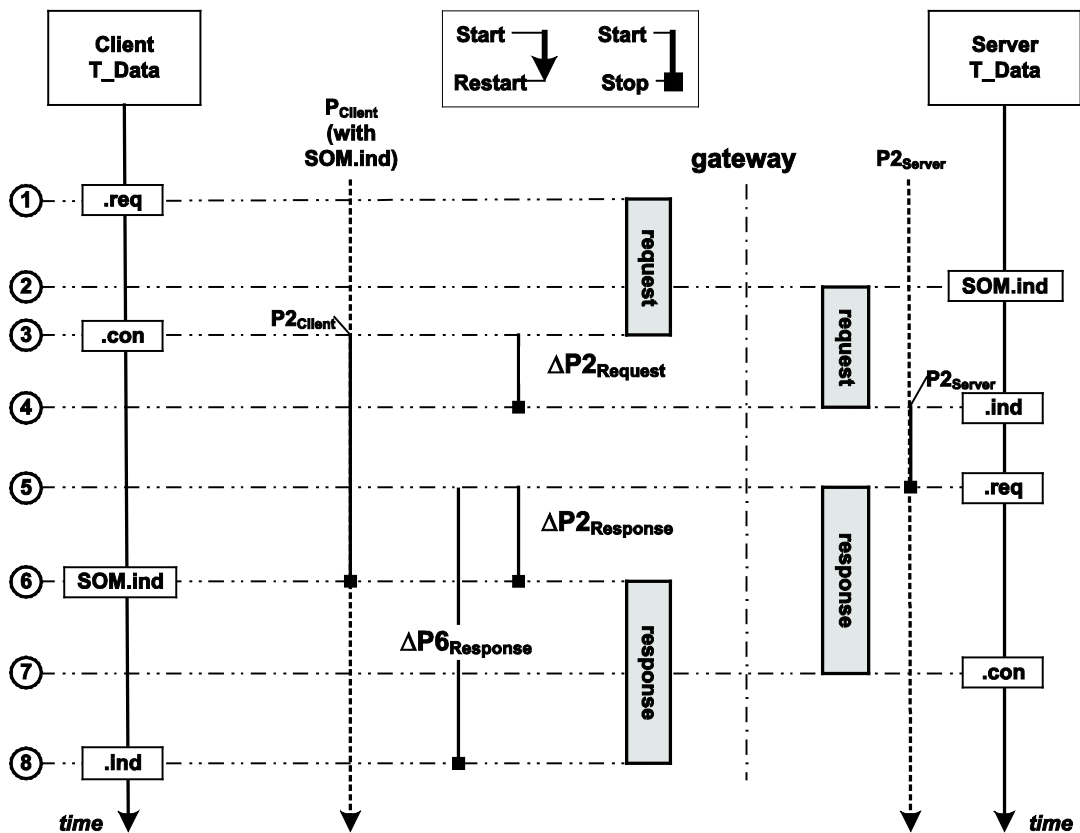 Client
T_Data
Start
Restart
Start
Stop
Server
T_Data
PClient
(with
SOM.ind)
gateway
P2Server
1
.req
request
2
SOM.ind
request
P2Client
3
.con
ΔP2Request
P2Server
4
.ind
5
.req
ΔP2Response
response
6
SOM.ind
ΔP6Response
response
7
.con
8
.ind
time
time